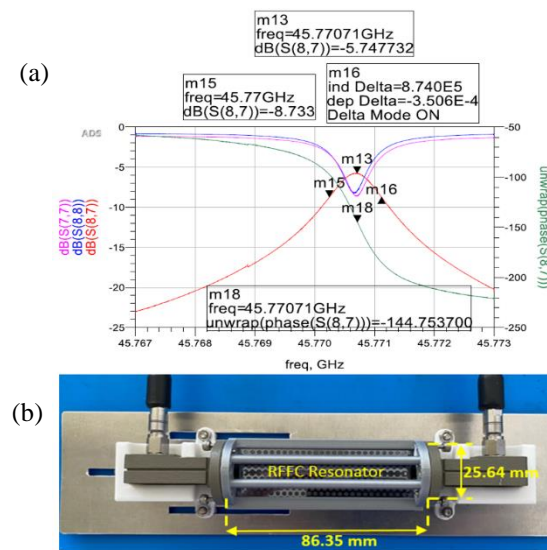 m13
freq=45.77071GHz
dB(S(8,7))=-5.747732
(a)
m15
freq=45.77GHz
dB(S(8,7))=-8.733
m16
ind Delta=8.740E5
dep Delta=-3.506E-4
Delta Mode ON
ADS
0
-5
-10
-15
-20
-25
dB(S(7,7))
dB(S(8,8))
dB(S(8,7))
m13
m15
m16
m18
-50
-100
-150
-200
-250
unwrap(phase(S(8,7)))
m18
freq=45.77071GHz
unwrap(phase(S(8,7)))=-144.753700
45.767
45.768
45.769
45.770
45.771
45.772
45.773
freq, GHz
(b)
RFFC Resonator
25.64 mm
86.35 mm